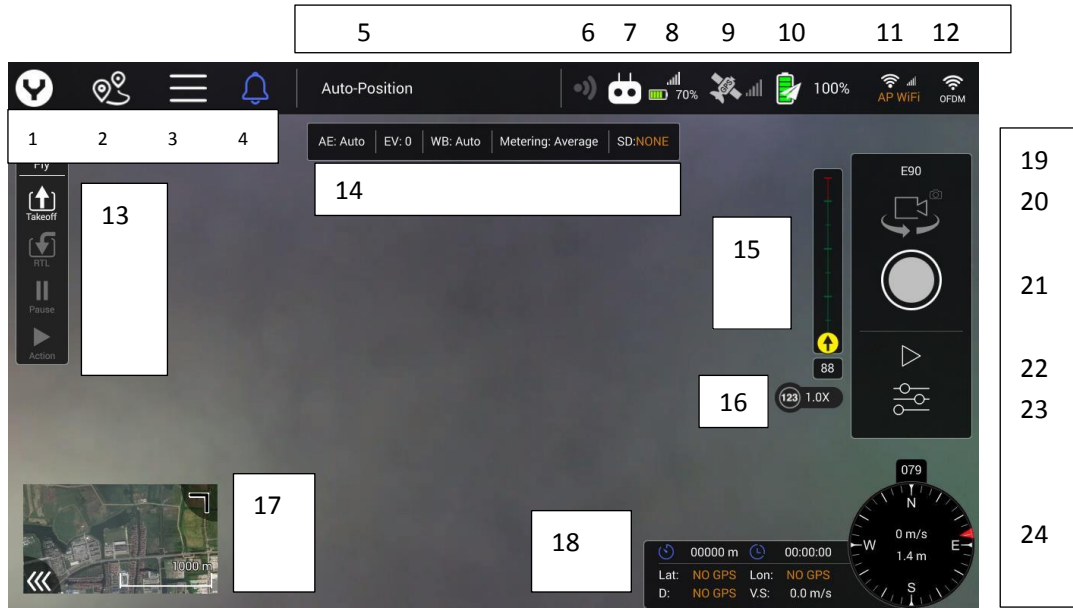 5 6 7 8 9 10 11 12
Auto-Position 70% GPS 100% AP WiFi OFDM
1 2 3 4
AE: Auto EV: 0 WB: Auto Metering: Average SD:NONE
Fly
14
13
Takeoff
RTL
Pause
Action
15
88
16
123 1.0X
E90
19
20
21
22
23
17
1000 m
18
00000 m 00:00:00
Lat: NO GPS Lon: NO GPS
D: NO GPS V.S: 0.0 m/s
079
N
W E
S
0 m/s
1.4 m
24